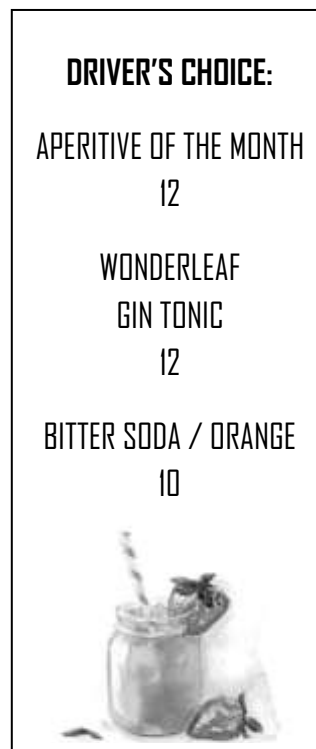 DRIVER'S CHOICE:
APERITIVE OF THE MONTH
12
WONDERLEAF
GIN TONIC
12
BITTER SODA / ORANGE
10